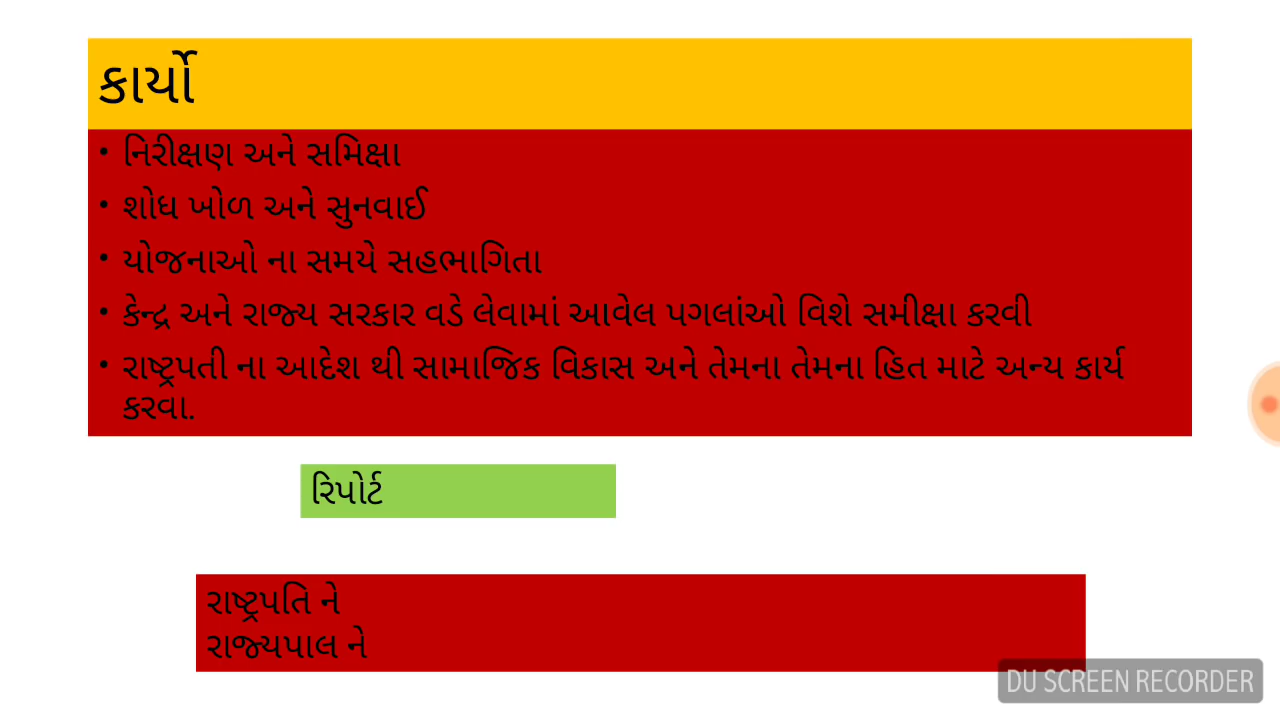 કાર્યો
• નિરીક્ષણ અને સમિક્ષા
• શોધ ખોળ અને સુનવાઈ
• યોજનાઓ ના સમયે સહભાગિતા
• કેન્દ્ર અને રાજ્ય સરકાર વડે લેવામાં આવેલ પગલાંઓ વિશે સમીક્ષા કરવી
• રાષ્ટ્રપતી ના આદેશ થી સામાજિક વિકાસ અને તેમના તેમના હિત માટે અન્ય કાર્ય
કરવા.
રિપોર્ટ
રાષ્ટ્રપતિ ને
રાજ્યપાલ ને
DU SCREEN RECORDER